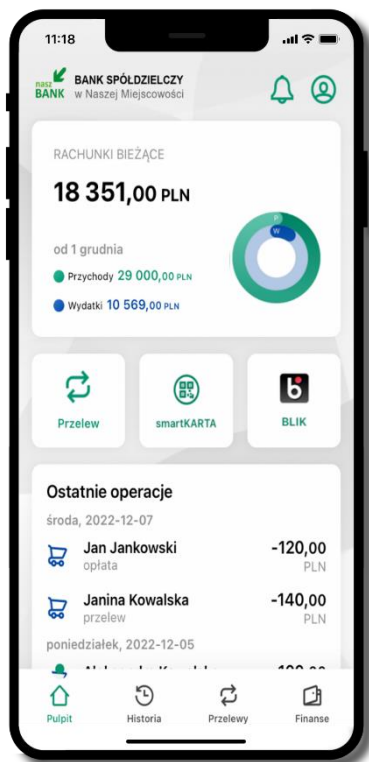 11:18
nasz BANK SPÓŁDZIELCZY
BANK w Naszej Miejscowości
RACHUNKI BIEŻĄCE
18 351,00 PLN
od 1 grudnia
P
W
Przychody 29 000,00 PLN
Wydatki 10 569,00 PLN
Przelew
smartKARTA
BLIK
Ostatnie operacje
środa, 2022-12-07
Jan Jankowski -120,00
opłata PLN
Janina Kowalska -140,00
przelew PLN
poniedziałek, 2022-12-05
Pulpit Historia Przelewy Finanse